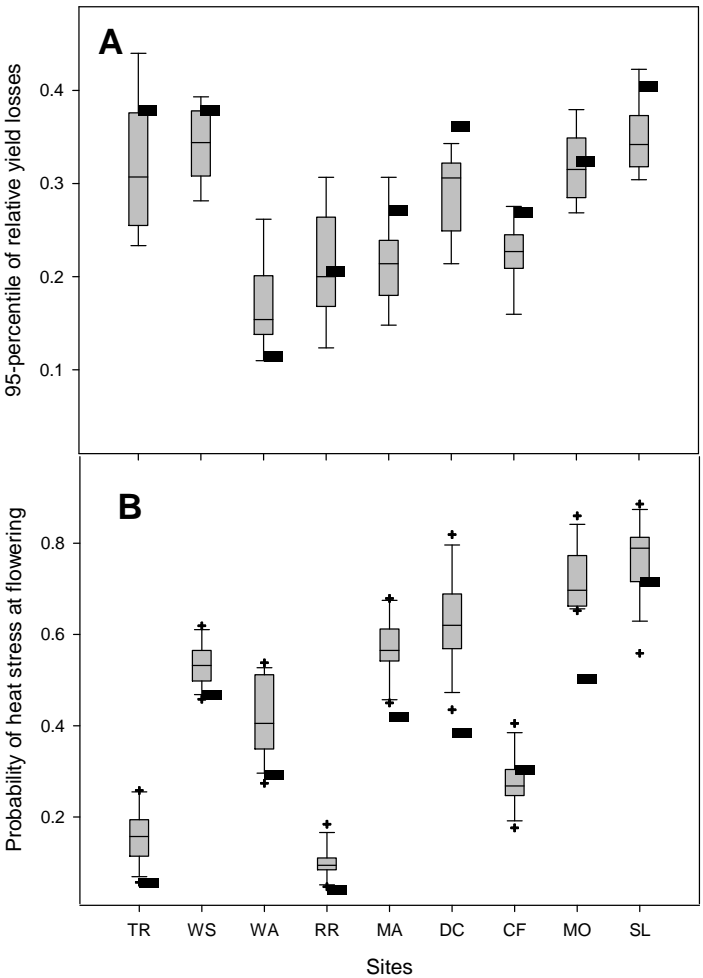 A
95-percentile of relative yield losses
0.4
0.3
0.2
0.1
B
Probability of heat stress at flowering
0.8
0.6
0.4
0.2
TR WS WA RR MA DC CF MO SL
Sites